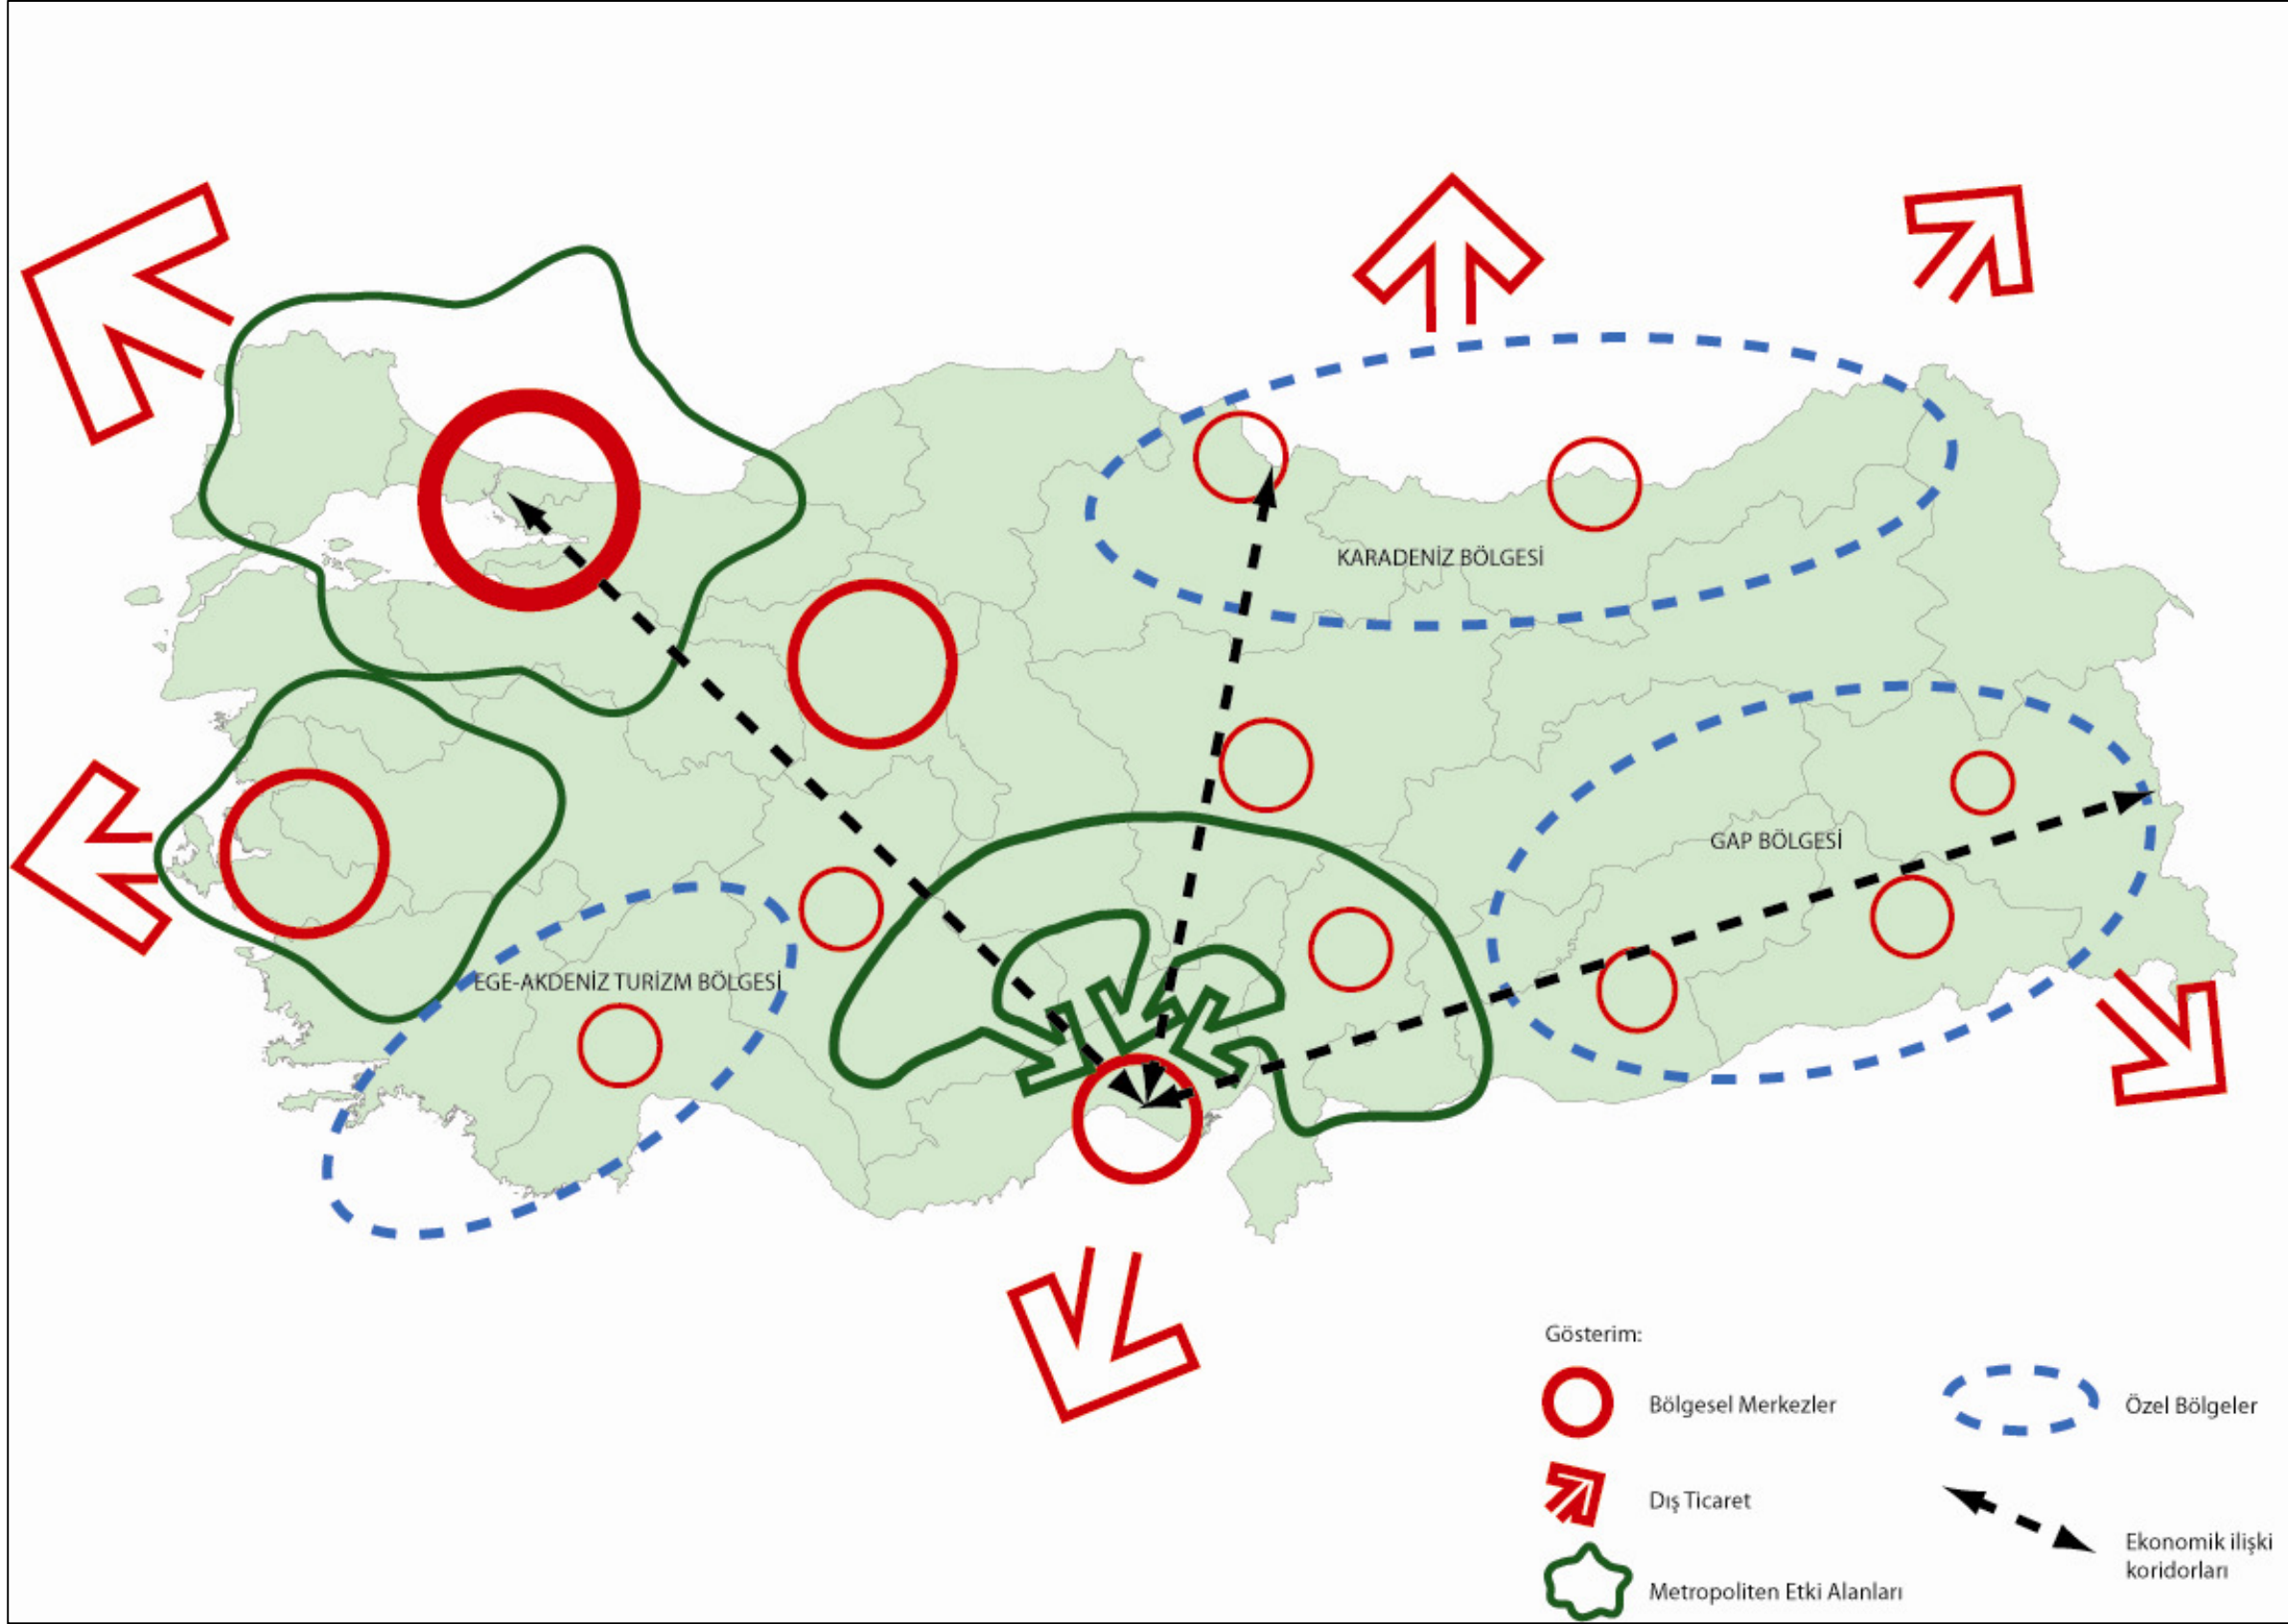 KARADENİZ BÖLGESİ
GAP BÖLGESİ
EGE-AKDENİZ TURİZM BÖLGESİ
Gösterim:
Bölgesel Merkezler
Özel Bölgeler
Dış Ticaret
Ekonomik ilişki
koridorları
Metropoliten Etki Alanları